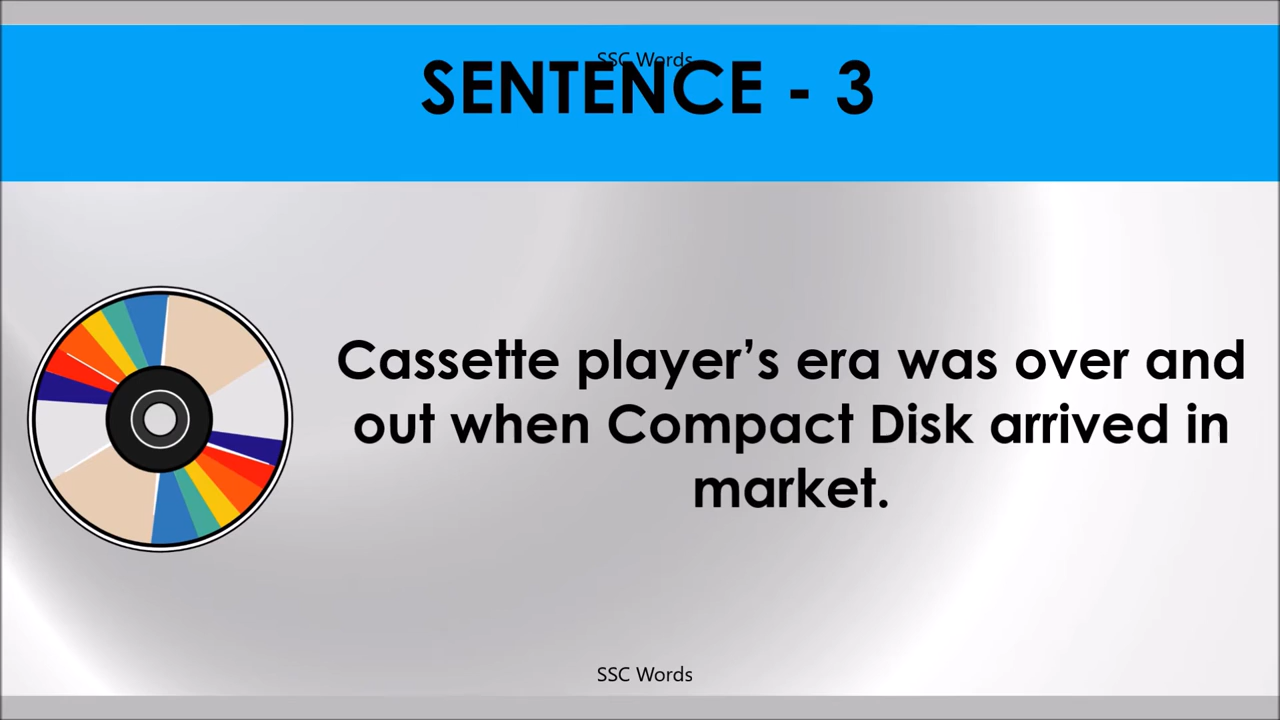 SSC Words
SENTENCE - 3
Cassette player’s era was over and
out when Compact Disk arrived in
market.
SSC Words